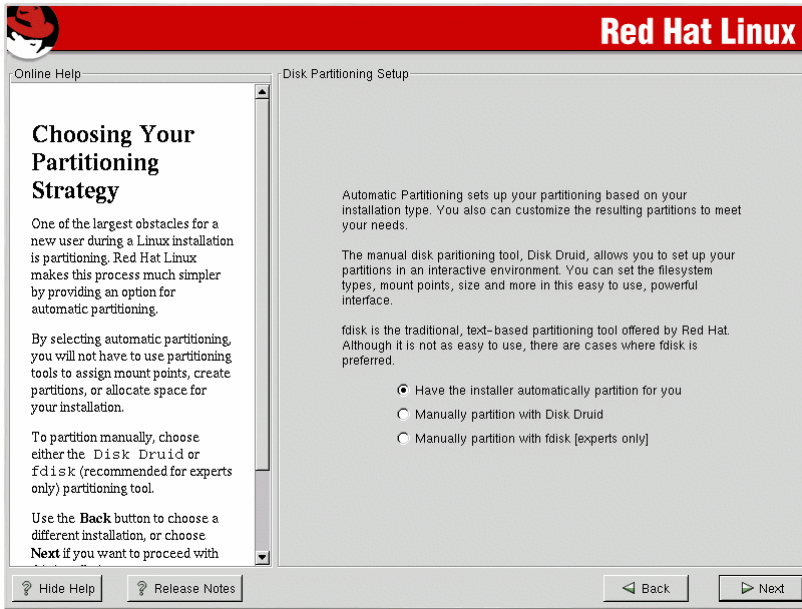 Red Hat Linux
Online Help
Choosing Your
Partitioning
Strategy
One of the largest obstacles for a
new user during a Linux installation
is partitioning. Red Hat Linux
makes this process much simpler
by providing an option for
automatic partitioning.
By selecting automatic partitioning,
you will not have to use partitioning
tools to assign mount points, create
partitions, or allocate space for
your installation.
To partition manually, choose
either the Disk Druid or
fdisk (recommended for experts
only) partitioning tool.
Use the Back button to choose a
different installation, or choose
Next if you want to proceed with
Disk Partitioning Setup
Automatic Partitioning sets up your partitioning based on your
installation type. You also can customize the resulting partitions to meet
your needs.
The manual disk paritioning tool, Disk Druid, allows you to set up your
partitions in an interactive environment. You can set the filesystem
types, mount points, size and more in this easy to use, powerful
interface.
fdisk is the traditional, text-based partitioning tool offered by Red Hat.
Although it is not as easy to use, there are cases where fdisk is
preferred.
Have the installer automatically partition for you
Manually partition with Disk Druid
Manually partition with fdisk [experts only]
Hide Help
Release Notes
Back
Next